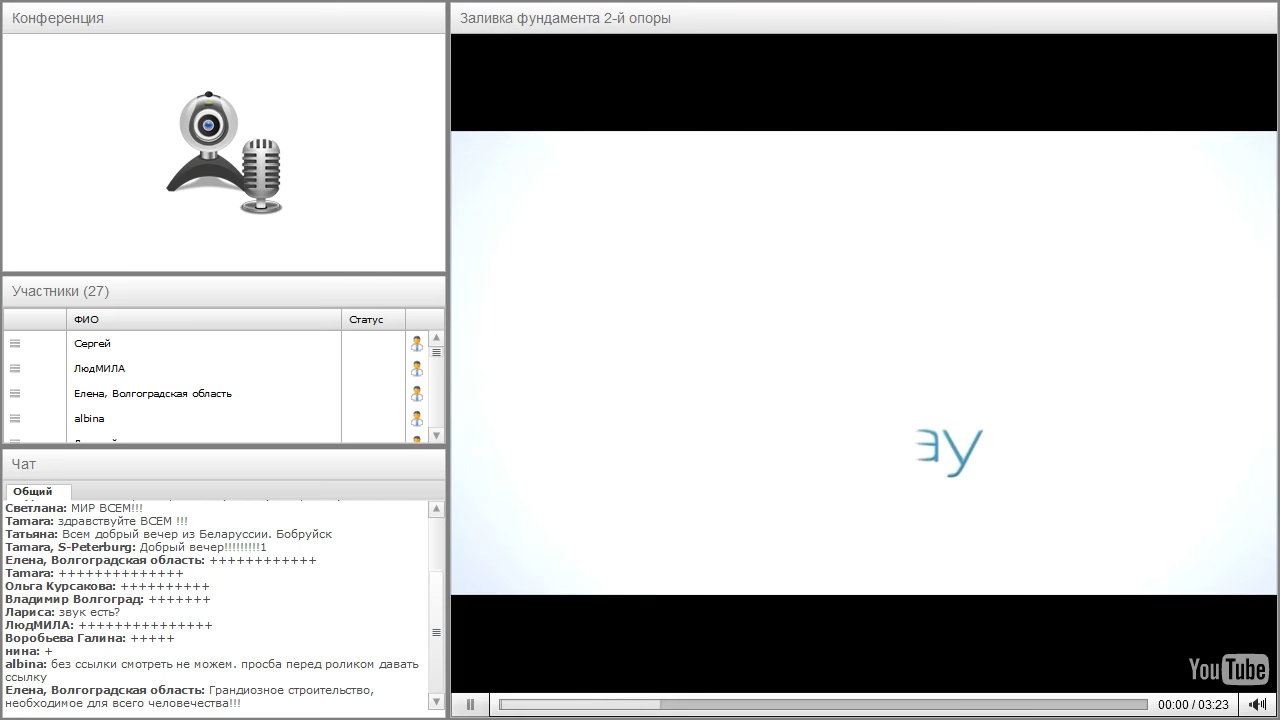 Конференция
Участники (27)
ФИО
Статус
Сергей
ЛюдМИЛА
Елена, Волгоградская область
albina
Чат
Общий
Светлана: МИР ВСЕМ!!!
Tamara: здравствуйте ВСЕМ !!!
Татьяна: Всем добрый вечер из Беларуссии. Бобруйск
Tamara, S-Peterburg: Добрый вечер!!!!!!!!!1
Елена, Волгоградская область: ++++++++++++
Tamara: ++++++++++++++
Ольга Курсакова: ++++++++++
Владимир Волгоград: +++++++
Лариса: звук есть?
ЛюдМИЛА: +++++++++++++++
Воробьева Галина: +++++
нина: +
albina: без ссылки смотреть не можем. просба перед роликом давать
ссылку
Елена, Волгоградская область: Грандиозное строительство,
необходимое для всего человечества!!!
Заливка фундамента 2-й опоры
YouTube
00:00 / 03:23